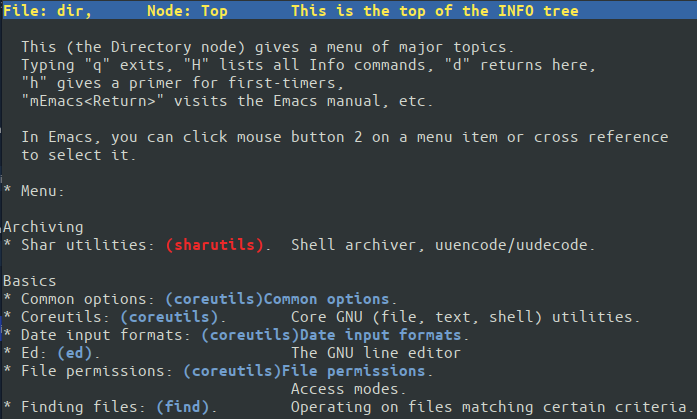 File: dir,      Node: Top       This is the top of the INFO tree
  This (the Directory node) gives a menu of major topics.
  Typing "q" exits, "H" lists all Info commands, "d" returns here,
  "h" gives a primer for first-timers,
  "mEmacs<Return>" visits the Emacs manual, etc.
  In Emacs, you can click mouse button 2 on a menu item or cross reference
  to select it.
* Menu:
Archiving
* Shar utilities: (sharutils).  Shell archiver, uuencode/uudecode.
Basics
* Common options: (coreutils)Common options.
* Coreutils: (coreutils).       Core GNU (file, text, shell) utilities.
* Date input formats: (coreutils)Date input formats.
* Ed: (ed).                     The GNU line editor
* File permissions: (coreutils)File permissions.
                                Access modes.
* Finding files: (find).        Operating on files matching certain criteria.